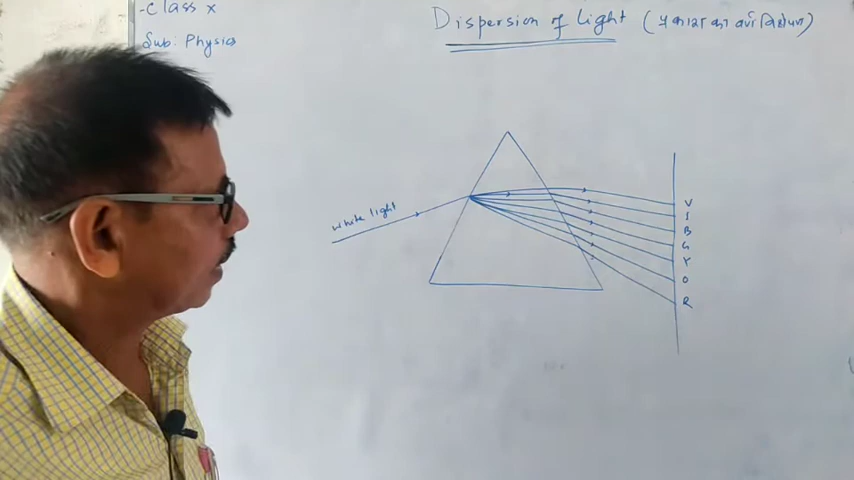 -class x
Sub: Physics
Dispersion of light (प्रकाश का वर्ण विक्षेपण)
white light
V
I
B
G
Y
O
R